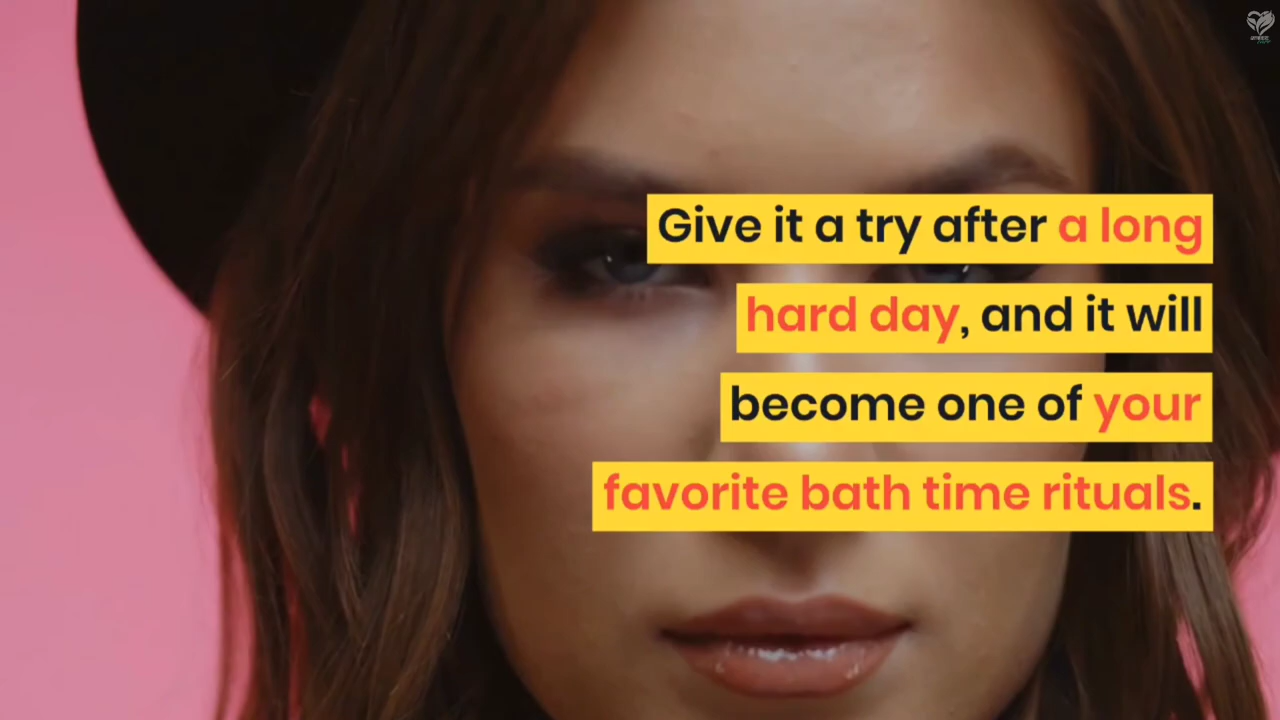 Give it a try after a long
hard day, and it will
become one of your
favorite bath time rituals.